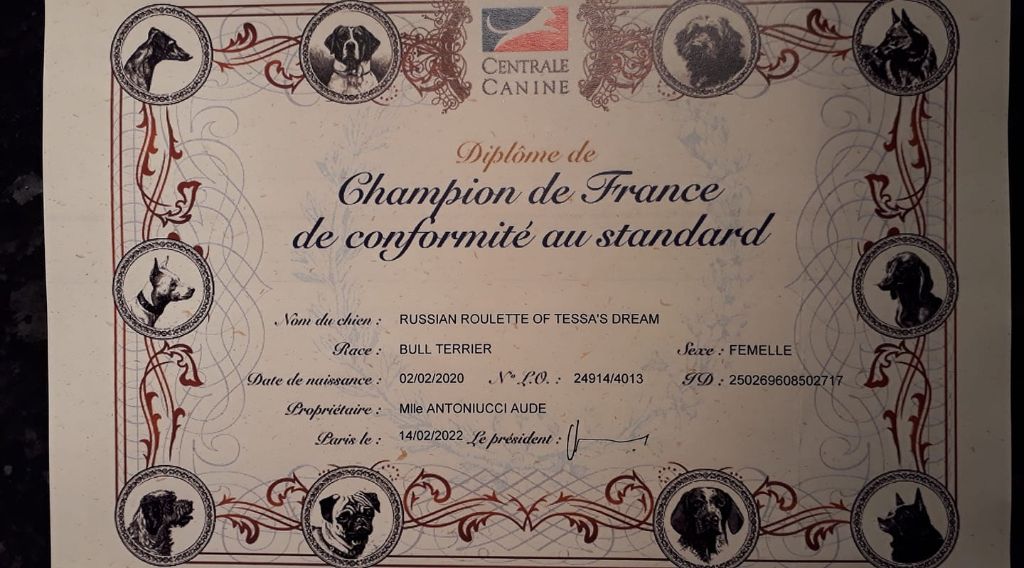 CENTRALE
CANINE
Diplôme de
Champion de France
de conformité au standard
Nom du chien : RUSSIAN ROULETTE OF TESSA'S DREAM
Race : BULL TERRIER Sexe : FEMELLE
Date de naissance : 02/02/2020 N° L.O. : 24914/4013 ID : 250269608502717
Propriétaire : Mlle ANTONIUCCI AUDE
Paris le : 14/02/2022 Le président :